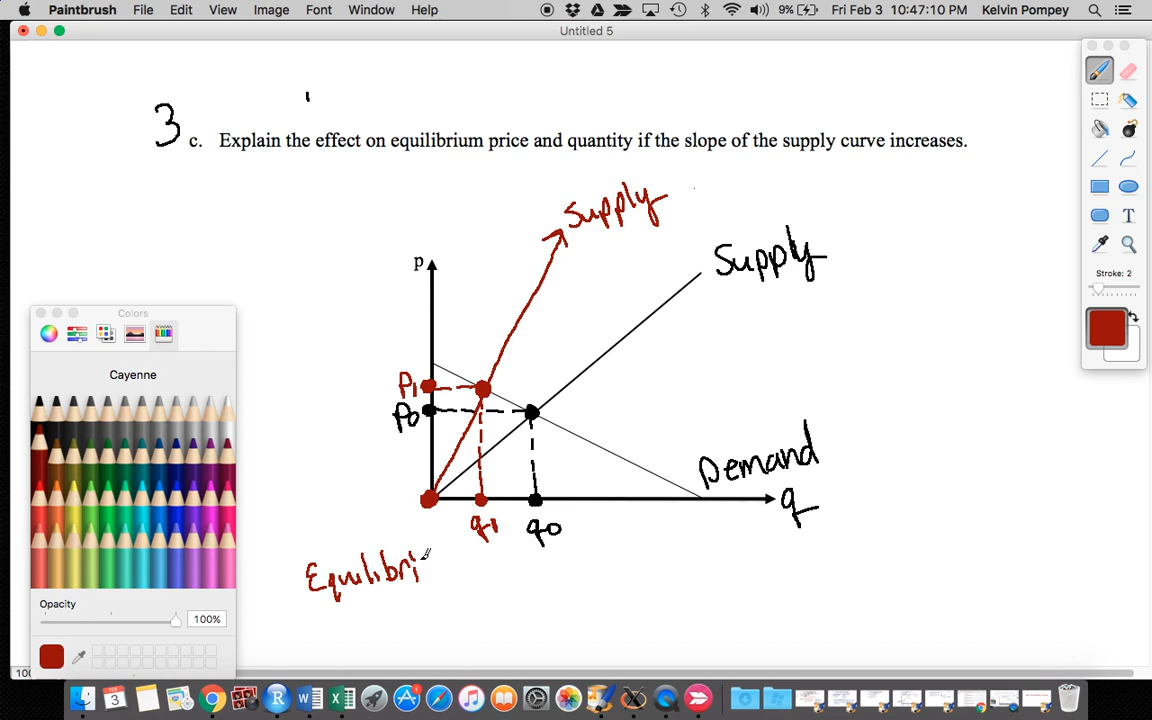 Paintbrush File Edit View Image Font Window Help 9% Fri Feb 3 10:47:10 PM Kelvin Pompey
Untitled 5
3 c. Explain the effect on equilibrium price and quantity if the slope of the supply curve increases.
Supply
Supply
p
Stroke: 2
Colors
Cayenne
P1
P0
Demand
q
q1 q0
Equilibri
Opacity
100%